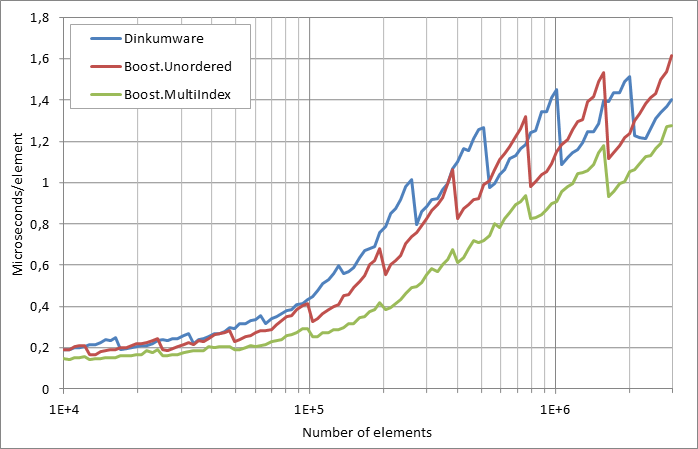 1,8
1,6
1,4
1,2
1
0,8
0,6
0,4
0,2
0
Microseconds/element
Dinkumware
Boost.Unordered
Boost.MultiIndex
1E+4
1E+5
1E+6
Number of elements